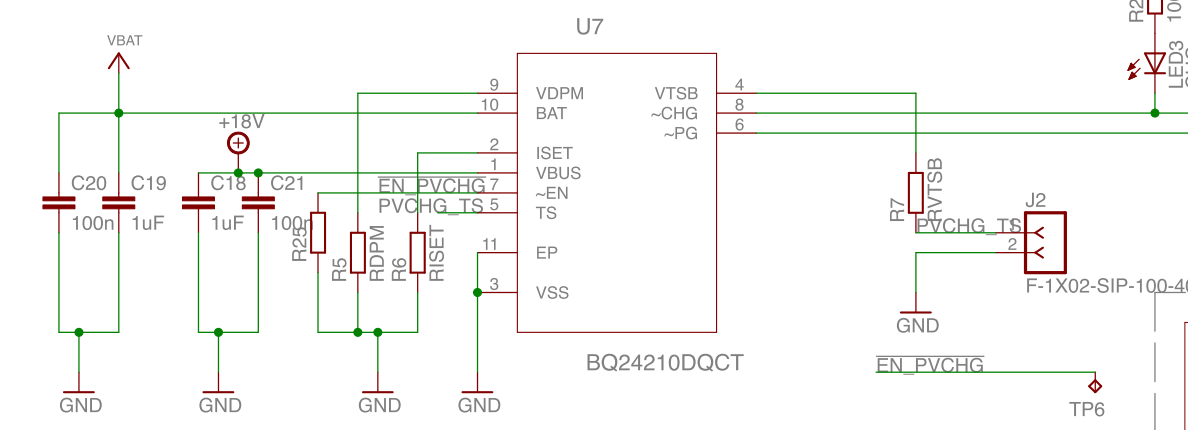 U7
VBAT
+18V
C20
100n
C19
1uF
C18
1uF
C21
100n
R25
R5
RDPM
R6
RISET
EN_PVCHG
PVCHG_TS
9
10
2
1
7
5
11
3
VDPM
BAT
ISET
VBUS
~EN
TS
EP
VSS
VTSB
~CHG
~PG
4
8
6
BQ24210DQCT
GND
GND
GND
GND
R7
RVTSB
PVCHG_TS
1
2
J2
F-1X02-SIP-100-40
GND
EN_PVCHG
TP6
LED3